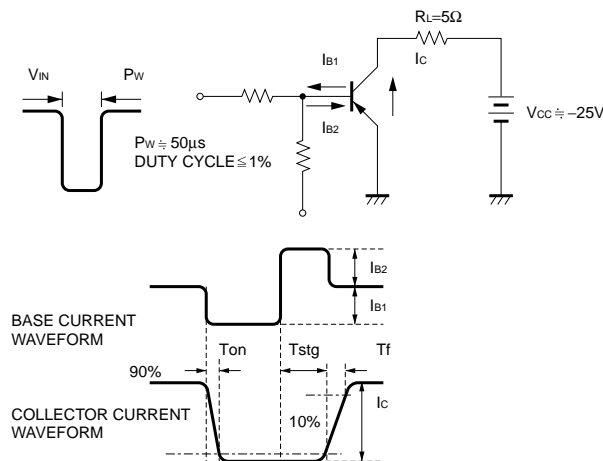 RL=5Ω
IB1
IC
VIN
PW
IB2
VCC≒–25V
PW≒50µs
DUTY CYCLE≦1%
IB2
IB1
BASE CURRENT
WAVEFORM
Ton
Tstg
Tf
90%
10%
IC
COLLECTOR CURRENT
WAVEFORM